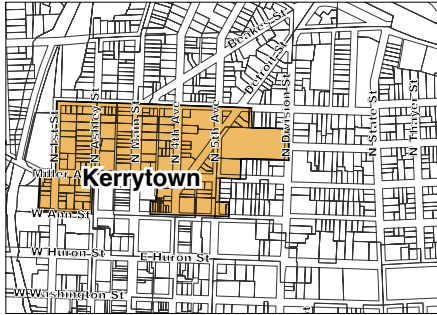 Beakes St
Detroit St
N 1st St
N Ashley St
N Main St
N 4th Ave
N 5th Ave
N Division St
N State St
N Thayer St
Miller A
Kerrytown
W Ann St
W Huron St
E Huron St
W Washington St